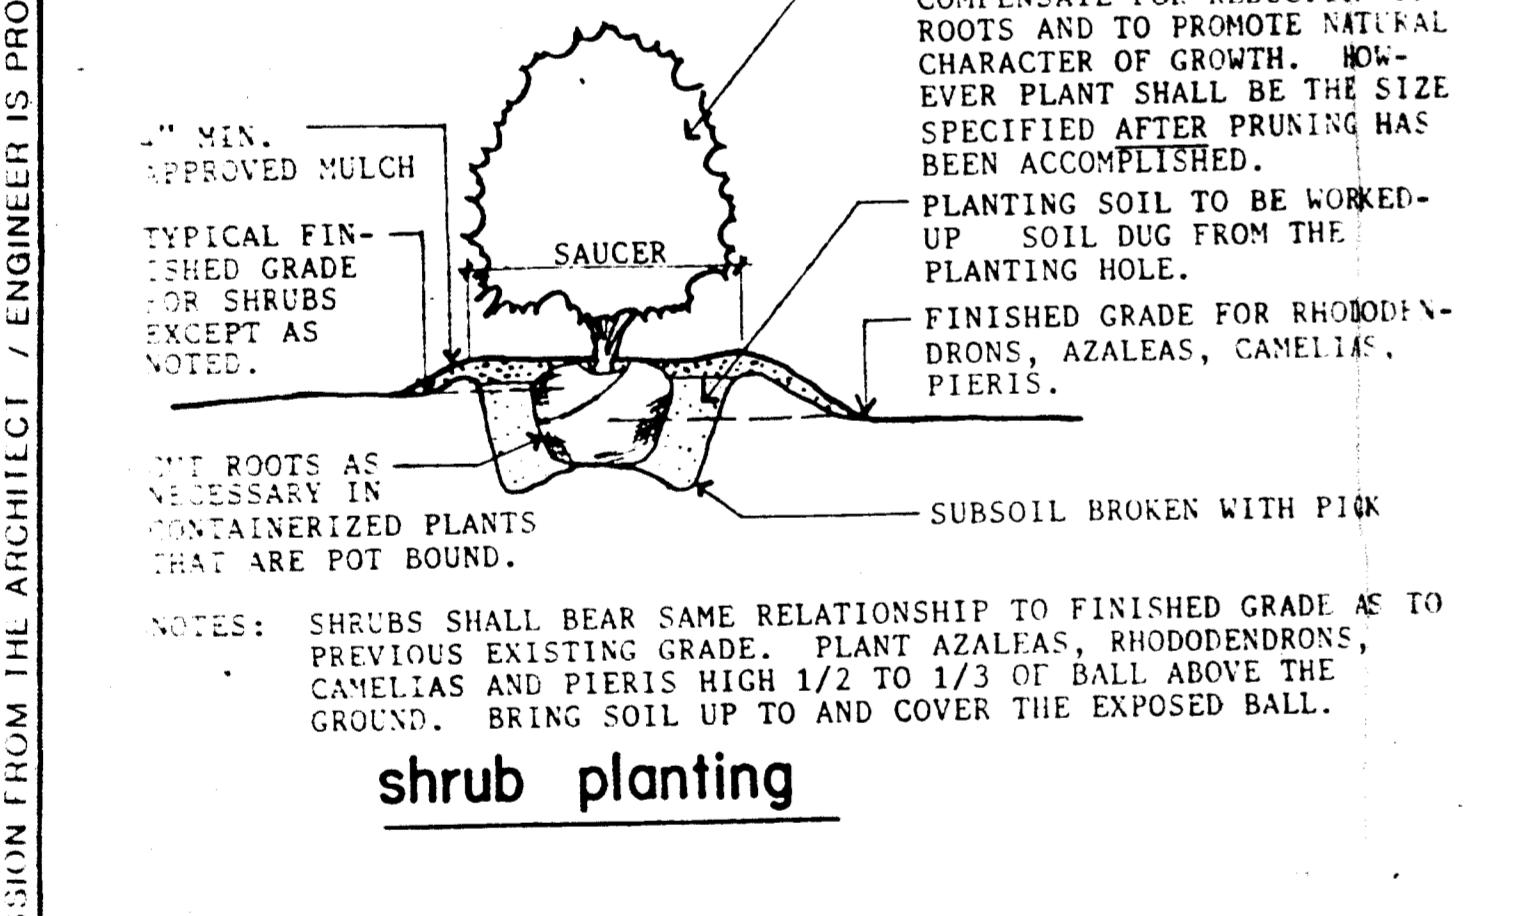 ROOTS AND TO PROMOTE NATURAL
CHARACTER OF GROWTH. HOW-
EVER PLANT SHALL BE THE SIZE
SPECIFIED AFTER PRUNING HAS
BEEN ACCOMPLISHED.
MIN.
APPROVED MULCH
PLANTING SOIL TO BE WORKED-
UP SOIL DUG FROM THE
PLANTING HOLE.
TYPICAL FIN-
ISHED GRADE
FOR SHRUBS
EXCEPT AS
NOTED.
SAUCER
FINISHED GRADE FOR RHODODEN-
DRONS, AZALEAS, CAMELIAS,
PIERIS.
CUT ROOTS AS
NECESSARY IN
CONTAINERIZED PLANTS
THAT ARE POT BOUND.
SUBSOIL BROKEN WITH PICK
NOTES: SHRUBS SHALL BEAR SAME RELATIONSHIP TO FINISHED GRADE AS TO
PREVIOUS EXISTING GRADE. PLANT AZALEAS, RHODODENDRONS,
CAMELIAS AND PIERIS HIGH 1/2 TO 1/3 OF BALL ABOVE THE
GROUND. BRING SOIL UP TO AND COVER THE EXPOSED BALL.
shrub planting
FROM THE ARCHITECT / ENGINEER IS